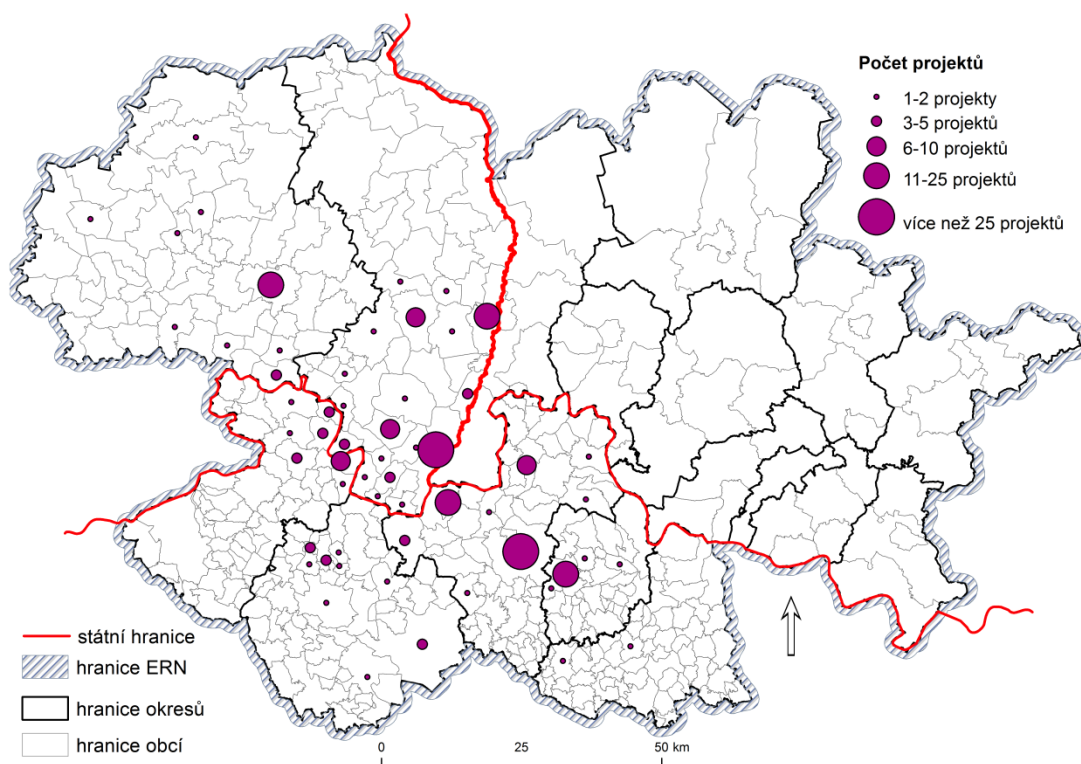 Počet projektů
1-2 projekty
3-5 projektů
6-10 projektů
11-25 projektů
více než 25 projektů
státní hranice
hranice ERN
hranice okresů
hranice obcí
0 25 50 km